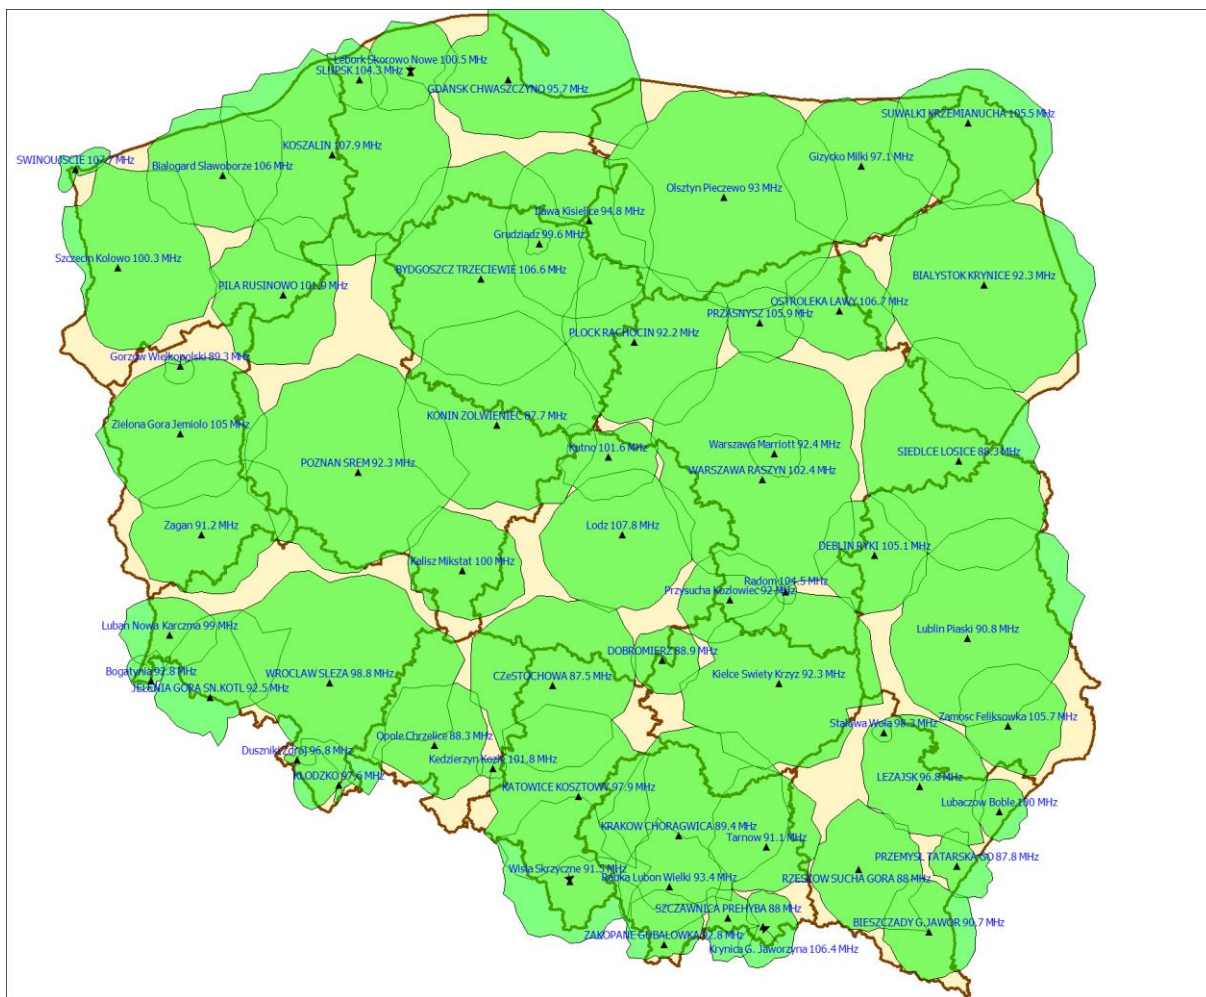 Lebork Skorowo Nowe 100.5 MHz
SLUPSK 104.3 MHz
GDANSK CHWASZCZYNO 95.7 MHz
SUWALKI KRZEMIANUCHA 105.5 MHz
KOSZALIN 107.9 MHz
SWINOUJSCIE 107.7 MHz
Bialogard Slawoborze 106 MHz
Gizycko Milki 97.1 MHz
Olsztyn Pieczewo 93 MHz
Ilawa Kisielice 94.8 MHz
Grudziadz 99.6 MHz
Szczecin Kolowo 100.3 MHz
BYDGOSZCZ TRZECIEWIE 106.6 MHz
BIALYSTOK KRYNICE 92.3 MHz
PILA RUSINOWO 101.9 MHz
OSTROLEKA LAWY 106.7 MHz
PRZASNYSZ 105.9 MHz
PLOCK RACHOCIN 92.2 MHz
Gorzow Wielkopolski 89.3 MHz
KONIN ZOLWIENIEC 87.7 MHz
Zielona Gora Jemiolo 105 MHz
Kutno 101.6 MHz
Warszawa Marriott 92.4 MHz
SIEDLCE LOSICE 88.3 MHz
POZNAN SREM 92.3 MHz
WARSZAWA RASZYN 102.4 MHz
Zagan 91.2 MHz
Lodz 107.8 MHz
DEBLIN RYKI 105.1 MHz
Kalisz Mikstat 100 MHz
Radom 104.5 MHz
Przysucha Kozlowiec 92 MHz
Luban Nowa Karczma 99 MHz
Lublin Piaski 90.8 MHz
DOBROMIERZ 88.9 MHz
Bogatynia 92.8 MHz
WROCLAW SLEZA 98.8 MHz
CZeSTOCHOWA 87.5 MHz
Kielce Swiety Krzyz 92.3 MHz
JELENIA GORA SN.KOTL 92.5 MHz
Stalowa Wola 98.3 MHz
Zamosc Feliksowka 105.7 MHz
Opole Chrzelice 88.3 MHz
Duszniki Zdroj 96.8 MHz
Kedzierzyn Kozle 101.8 MHz
KLODZKO 97.6 MHz
LEZAJSK 96.8 MHz
KATOWICE KOSZTOWY 97.9 MHz
Lubaczow Boble 100 MHz
KRAKOW CHORAGWICA 89.4 MHz
Tarnow 91.1 MHz
PRZEMYSL TATARSKA GO 87.8 MHz
Wisla Skrzyczne 91.5 MHz
Rabka Lubon Wielki 93.4 MHz
RZESKOW SUCHA GORA 88 MHz
SZCZAWNICA PREHYBA 88 MHz
BIESZCZADY G.JAWOR 90.7 MHz
ZAKOPANE GUBALOWKA 92.8 MHz
Krynica G. Jaworzyna 106.4 MHz